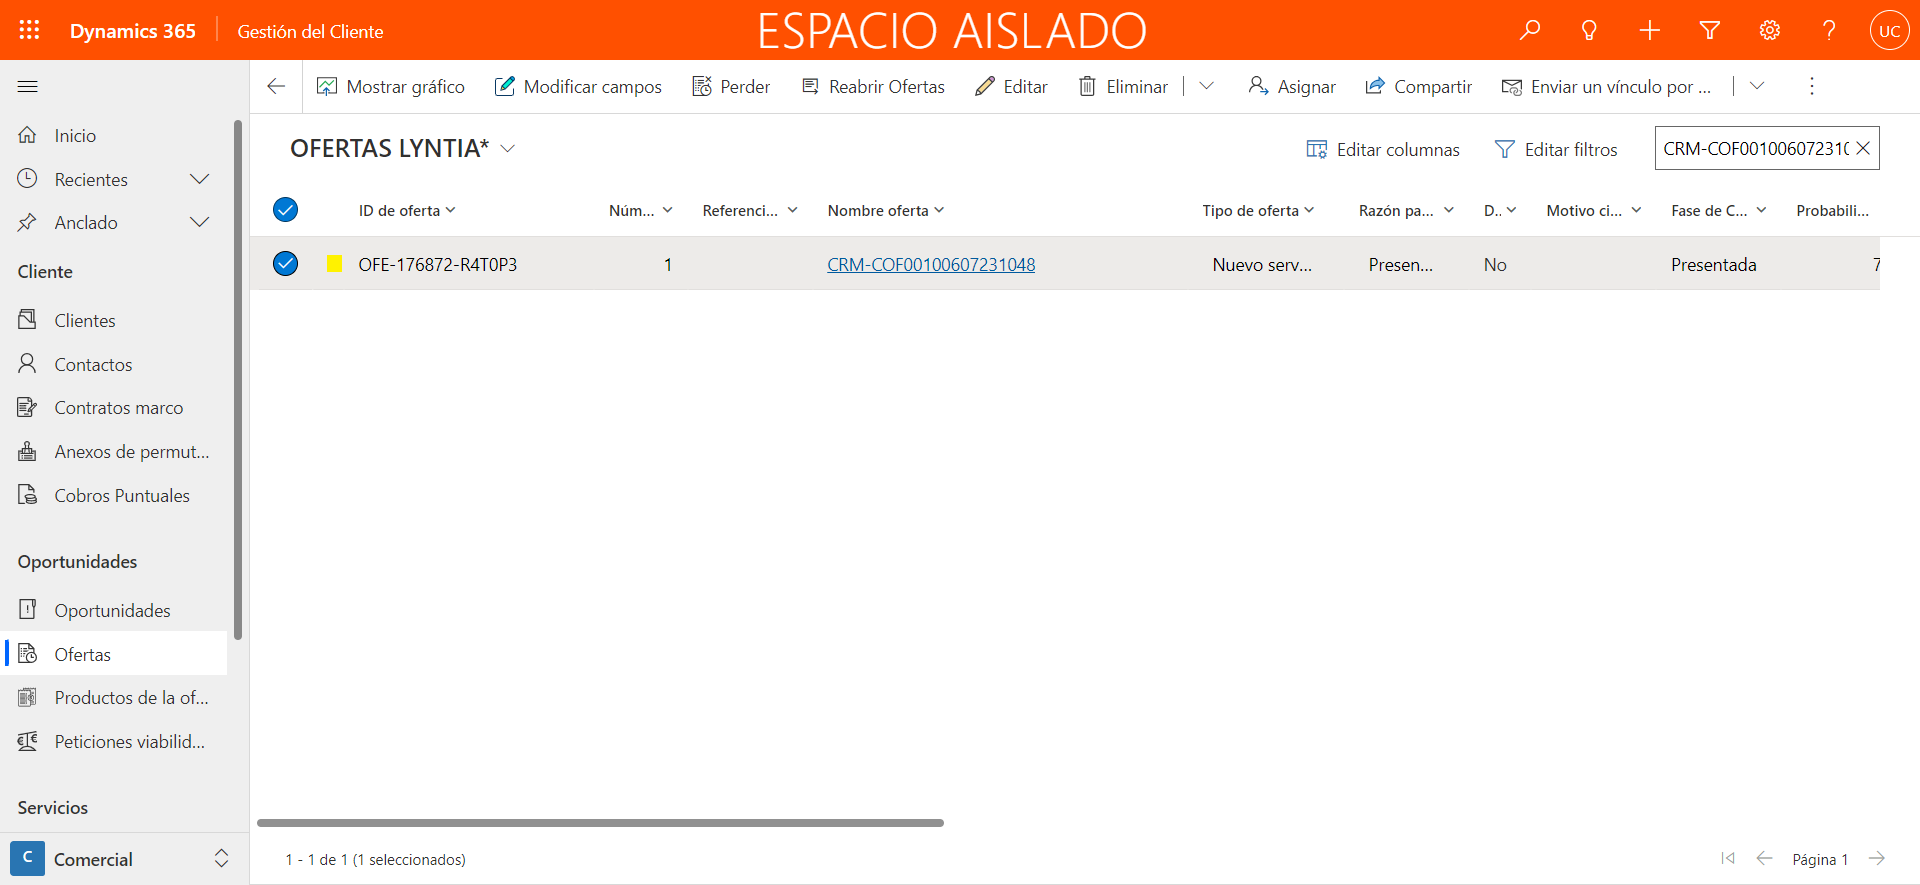 Dynamics 365
Gestión del Cliente
ESPACIO AISLADO
UC
Mostrar gráfico
Modificar campos
Perder
Reabrir Ofertas
Editar
Eliminar
Asignar
Compartir
Enviar un vínculo por ...
Inicio
Recientes
Anclado
Cliente
Clientes
Contactos
Contratos marco
Anexos de permut...
Cobros Puntuales
Oportunidades
Oportunidades
Ofertas
Productos de la of...
Peticiones viabilid...
Servicios
C
Comercial
OFERTAS LYNTIA*
Editar columnas
Editar filtros
CRM-COF001006072310
ID de oferta
Núm...
Referenci...
Nombre oferta
Tipo de oferta
Razón pa...
D..
Motivo ci...
Fase de C...
Probabili...
OFE-176872-R4T0P3
1
CRM-COF00100607231048
Nuevo serv...
Presen...
No
Presentada
7
1 - 1 de 1 (1 seleccionados)
Página 1